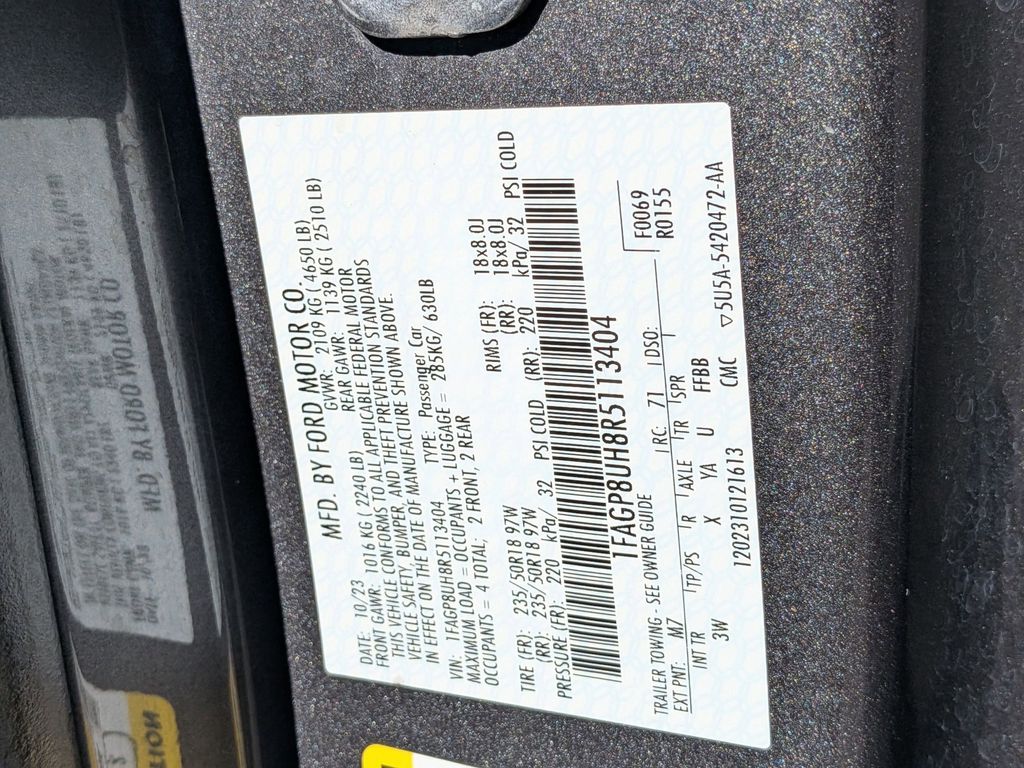 MFD. BY FORD MOTOR CO.
DATE: 10/23 GVWR: 2109 KG ( 4650 LB)
FRONT GAWR: 1016 KG ( 2240 LB) REAR GAWR: 1139 KG ( 2510 LB)
THIS VEHICLE CONFORMS TO ALL APPLICABLE FEDERAL MOTOR
VEHICLE SAFETY, BUMPER, AND THEFT PREVENTION STANDARDS
IN EFFECT ON THE DATE OF MANUFACTURE SHOWN ABOVE.
VIN: 1FAGP8UH8R5113404 TYPE: Passenger Car
MAXIMUM LOAD = OCCUPANTS + LUGGAGE = 285KG/ 630LB
OCCUPANTS = 4 TOTAL; 2 FRONT, 2 REAR
TIRE (FR): 235/50R18 97W RIMS (FR): 18x8.0J
(RR): 235/50R18 97W (RR): 18x8.0J
PRESSURE (FR): 220 kPa/ 32 PSI COLD (RR): 220 kPa/ 32 PSI COLD
1FAGP8UH8R5113404
TRAILER TOWING - SEE OWNER GUIDE
F0069
EXT PNT: M7 RC: 71 DSO: R0155
INT TR TP/PS R AXLE TR SPR
3W X YA U FFBB
12023101 21613 CMC ▽5U5A-5420472-AA